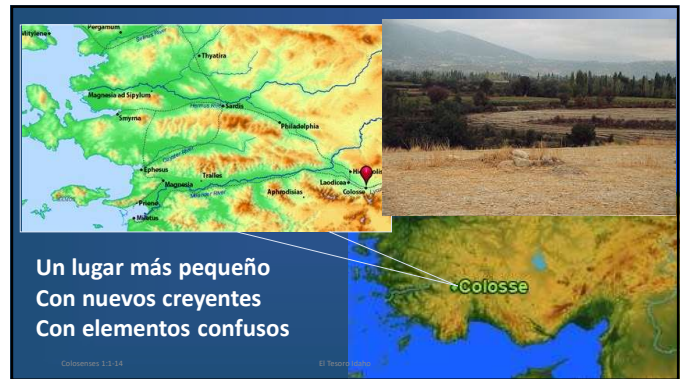 Pergamum
Mitylene
Thyatira
Magnesia ad Sipylum
Sardis
Smyrna
Philadelphia
Ephesus
Tralles
Magnesia
Laodicea
Aphrodisias
Colosse
Priene
Miletus
Colosse
Un lugar más pequeño
Con nuevos creyentes
Con elementos confusos
Colosenses 1:1-14
El Tesoro Idaho